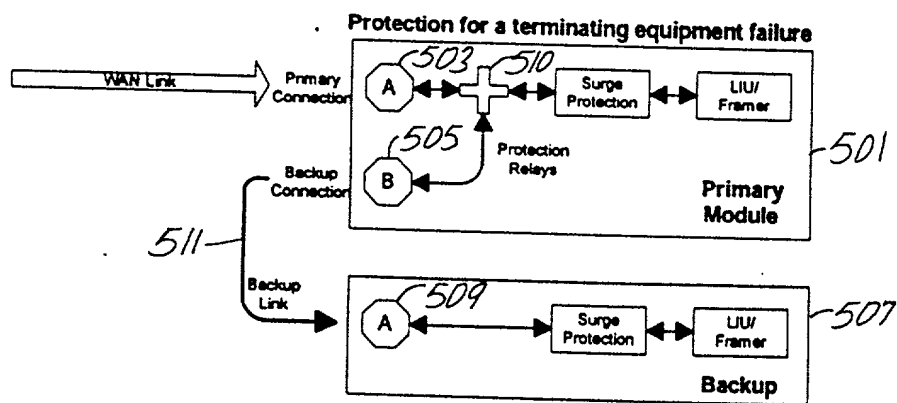 Protection for a terminating equipment failure
WAN Link
Primary
Connection
A
503
510
Surge
Protection
LIU/
Framer
505
Protection
Relays
501
Backup
Connection
B
Primary
Module
511
Backup
Link
509
A
Surge
Protection
LIU/
Framer
507
Backup